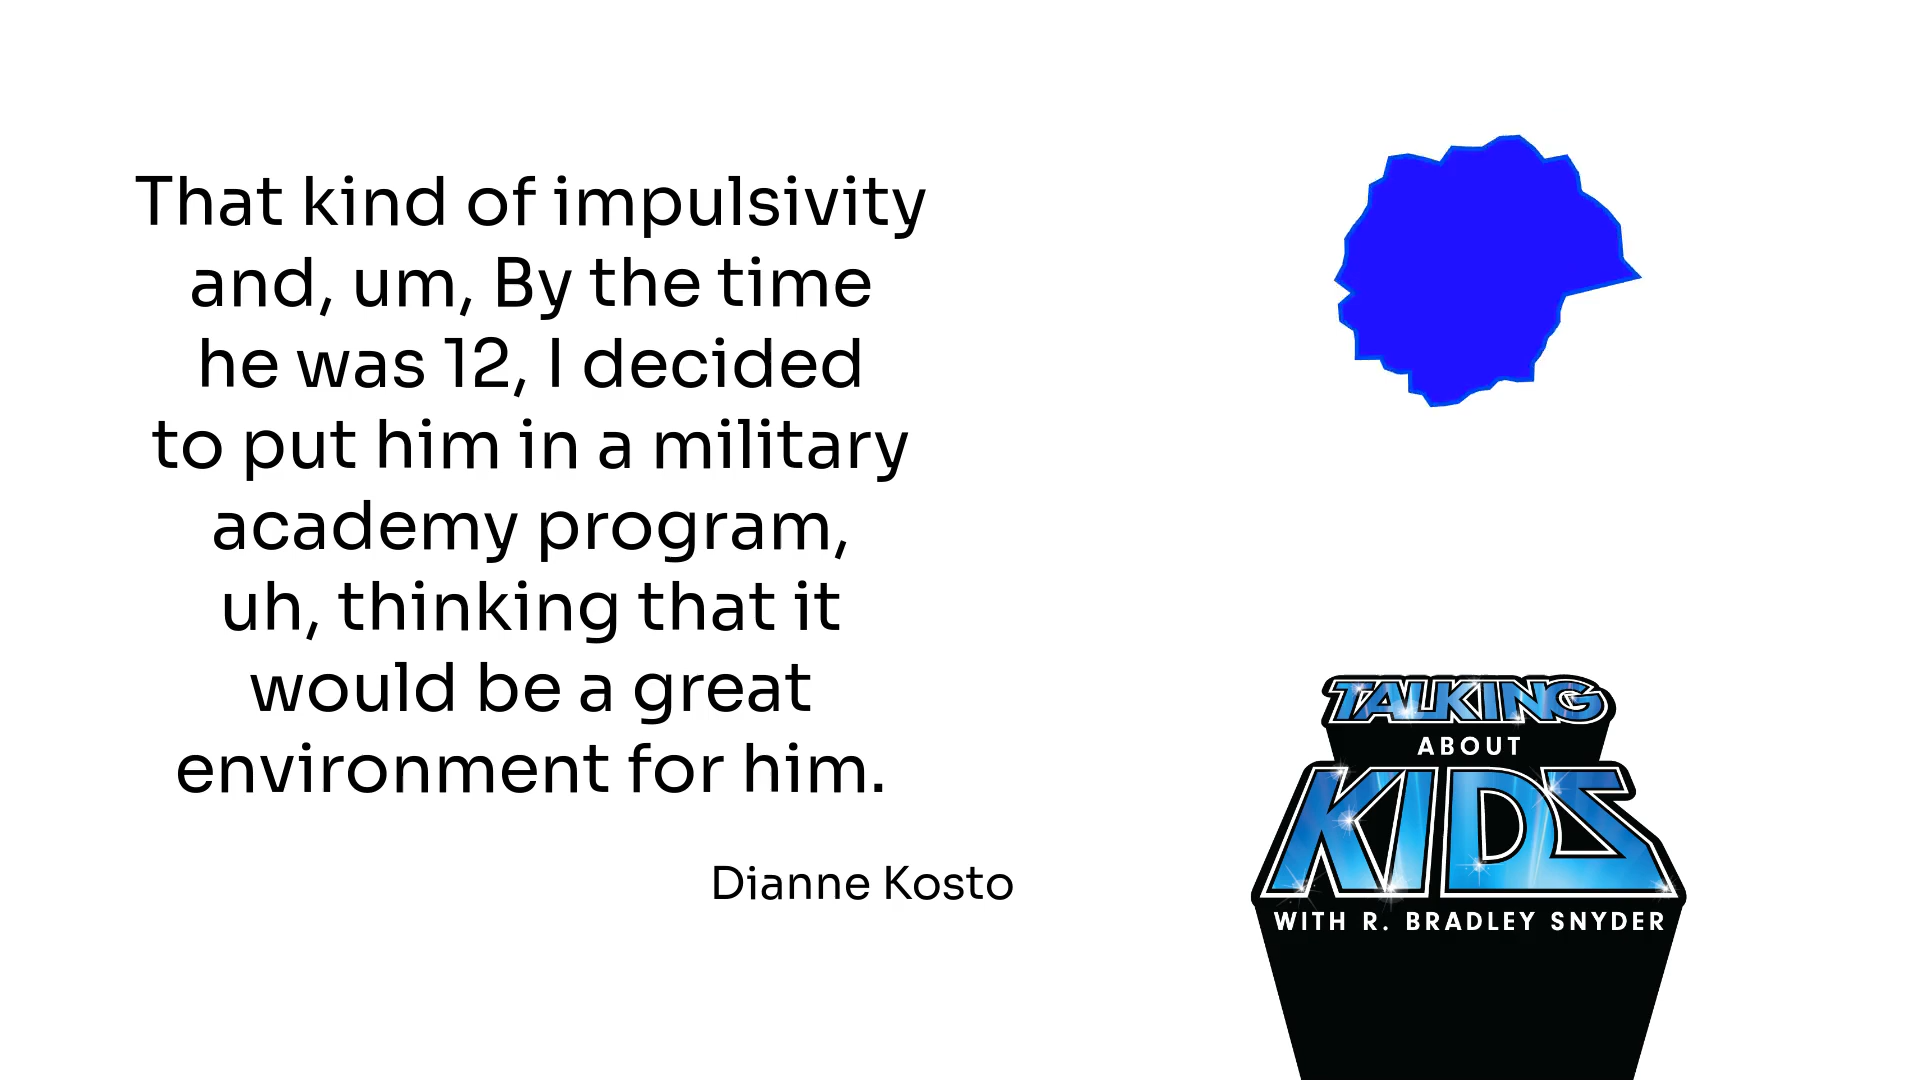 That kind of impulsivity
and, um, By the time
he was 12, I decided
to put him in a military
academy program,
uh, thinking that it
would be a great
environment for him.
Dianne Kosto
TALKING
ABOUT
KIDS
WITH R. BRADLEY SNYDER